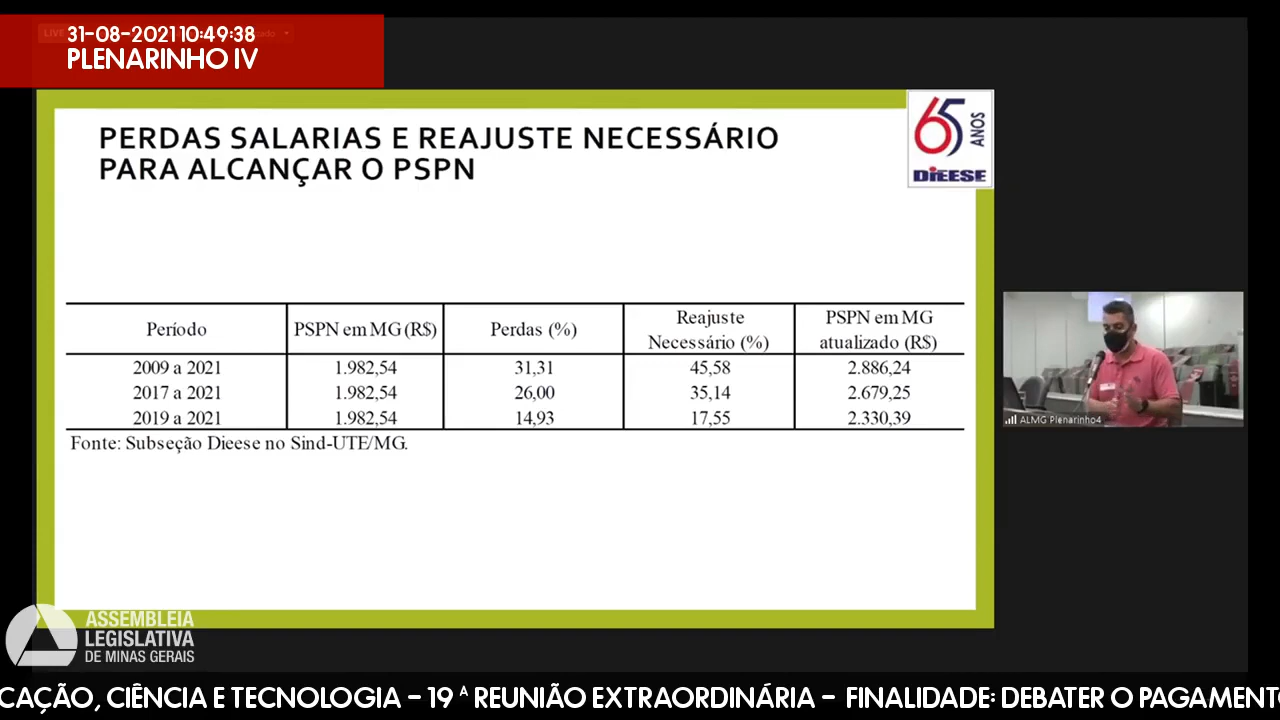 31-08-2021 10:49:38
PLENARINHO IV
LIVE
PERDAS SALARIAS E REAJUSTE NECESSÁRIO
PARA ALCANÇAR O PSPN
65
ANOS
DIEESE
Período PSPN em MG (R$) Perdas (%) Reajuste Necessário (%) PSPN em MG atualizado (R$)
2009 a 2021 1.982,54 31,31 45,58 2.886,24
2017 a 2021 1.982,54 26,00 35,14 2.679,25
2019 a 2021 1.982,54 14,93 17,55 2.330,39
Fonte: Subseção Dieese no Sind-UTE/MG.
ALMG Plenarinho4
ASSEMBLEIA
LEGISLATIVA
DE MINAS GERAIS
CAÇÃO, CIÊNCIA E TECNOLOGIA – 19 ª REUNIÃO EXTRAORDINÁRIA – FINALIDADE: DEBATER O PAGAMENTO